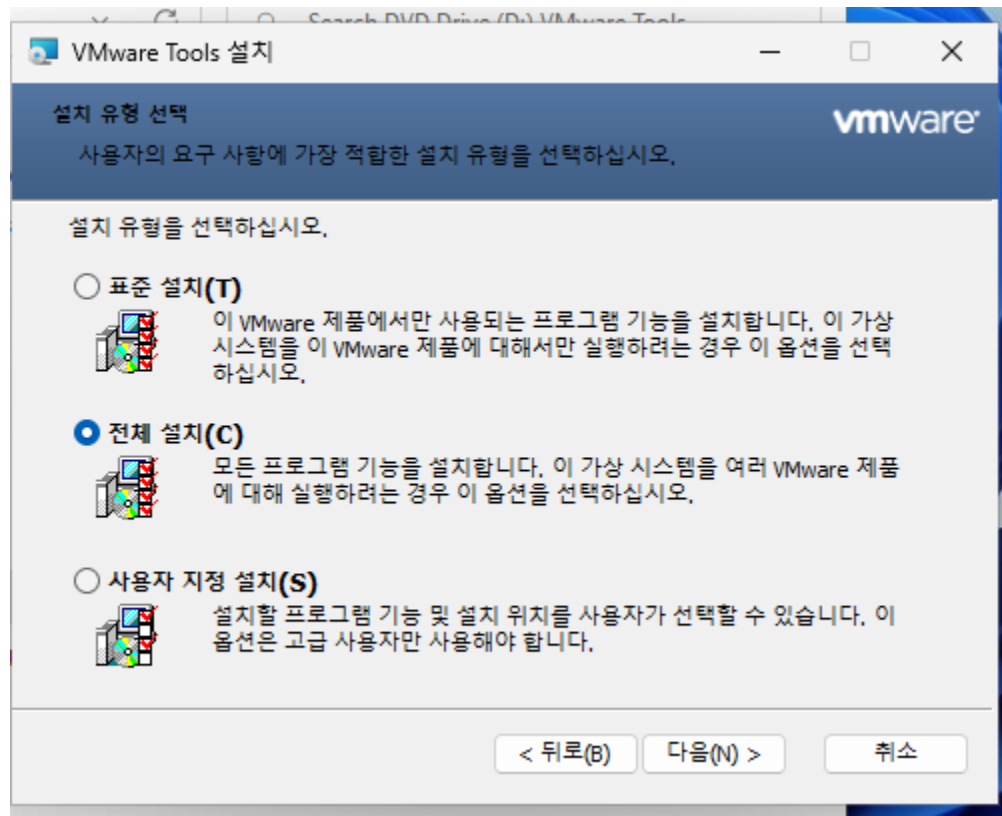 Search DVD Drive (D:) VMware Tools
VMware Tools 설치
설치 유형 선택
vmware
사용자의 요구 사항에 가장 적합한 설치 유형을 선택하십시오.
설치 유형을 선택하십시오.
표준 설치(T)
이 VMware 제품에서만 사용되는 프로그램 기능을 설치합니다. 이 가상
시스템을 이 VMware 제품에 대해서만 실행하려는 경우 이 옵션을 선택
하십시오.
전체 설치(C)
모든 프로그램 기능을 설치합니다. 이 가상 시스템을 여러 VMware 제품
에 대해 실행하려는 경우 이 옵션을 선택하십시오.
사용자 지정 설치(S)
설치할 프로그램 기능 및 설치 위치를 사용자가 선택할 수 있습니다. 이
옵션은 고급 사용자만 사용해야 합니다.
< 뒤로(B)
다음(N) >
취소